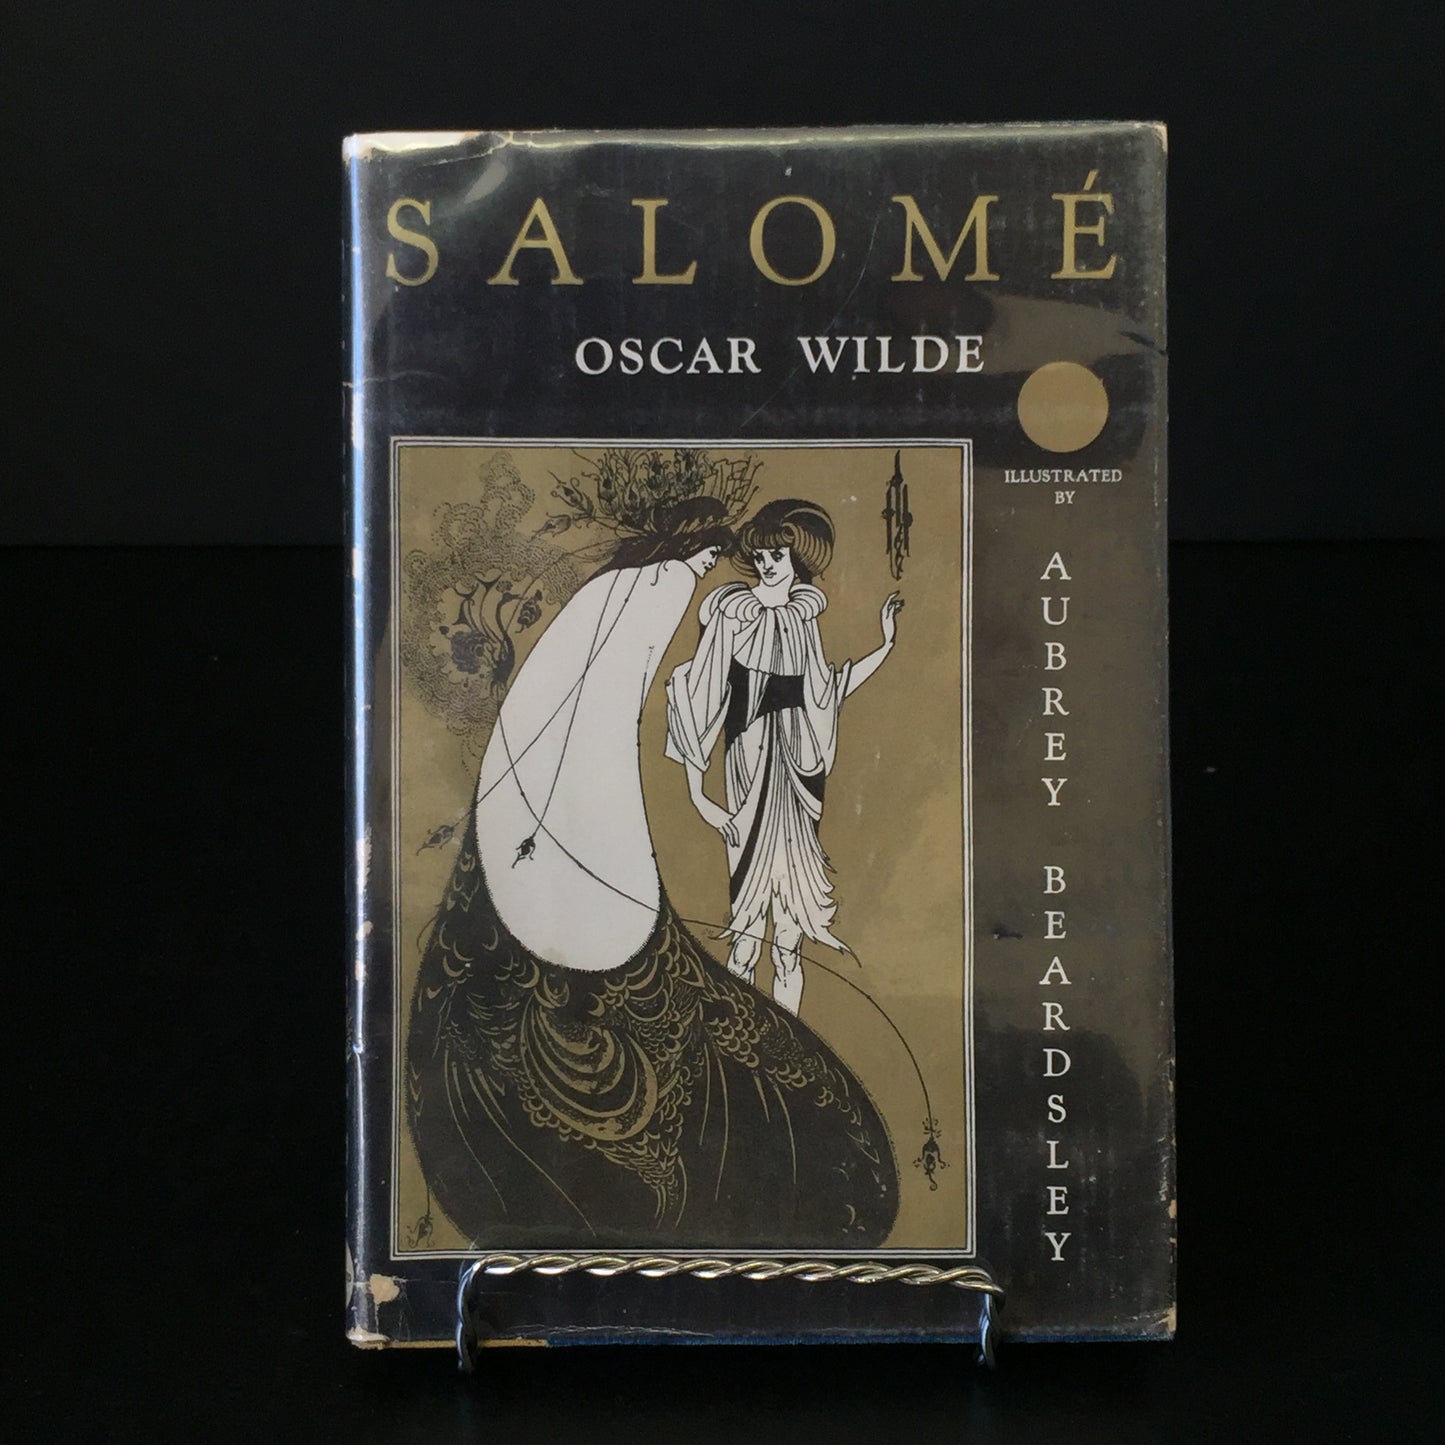 SALOMÉ
OSCAR WILDE
ILLUSTRATED
BY
AUBREY BEARDSLEY